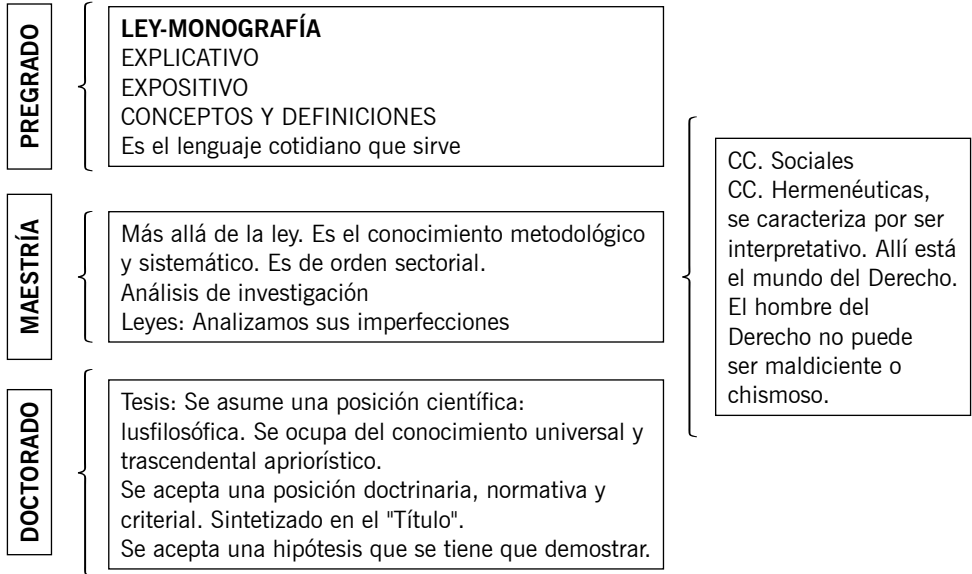 PREGRADO
LEY-MONOGRAFÍA
EXPLICATIVO
EXPOSITIVO
CONCEPTOS Y DEFINICIONES
Es el lenguaje cotidiano que sirve
MAESTRÍA
Más allá de la ley. Es el conocimiento metodológico
y sistemático. Es de orden sectorial.
Análisis de investigación
Leyes: Analizamos sus imperfecciones
DOCTORADO
Tesis: Se asume una posición científica:
Iusfilosófica. Se ocupa del conocimiento universal y
trascendental apriorístico.
Se acepta una posición doctrinaria, normativa y
criterial. Sintetizado en el "Título".
Se acepta una hipótesis que se tiene que demostrar.
CC. Sociales
CC. Hermenéuticas,
se caracteriza por ser
interpretativo. Allí está
el mundo del Derecho.
El hombre del
Derecho no puede
ser maldiciente o
chismoso.